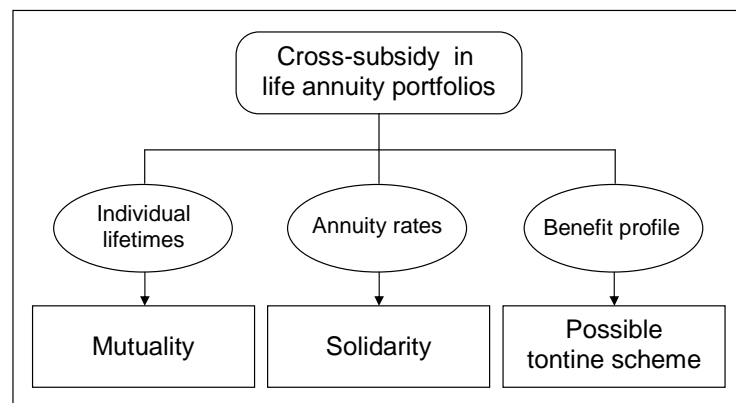 Cross-subsidy in
life annuity portfolios
Individual
lifetimes
Annuity rates
Benefit profile
Mutuality
Solidarity
Possible
tontine scheme